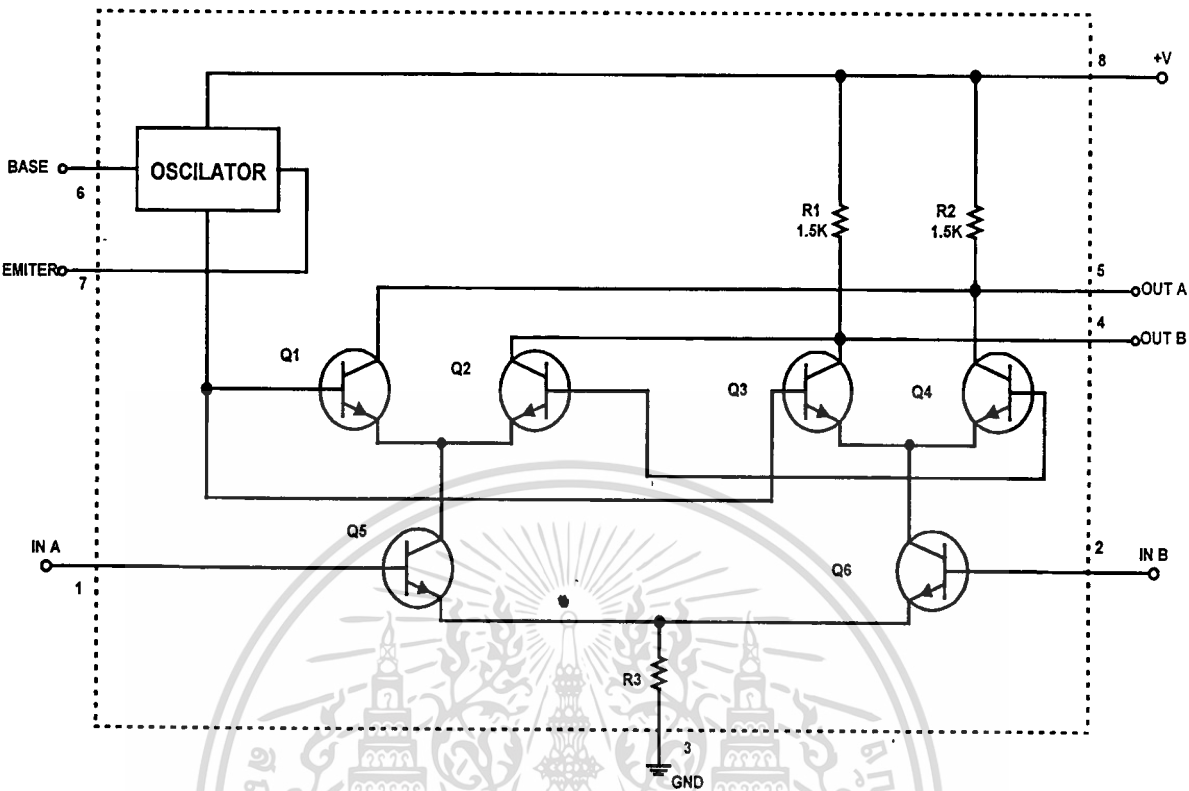 8
+V
BASE
6
OSCILATOR
R1
1.5K
R2
1.5K
EMITER
7
5
OUT A
4
OUT B
Q1
Q2
Q3
Q4
Q5
IN A
1
Q6
2
IN B
R3
3
GND